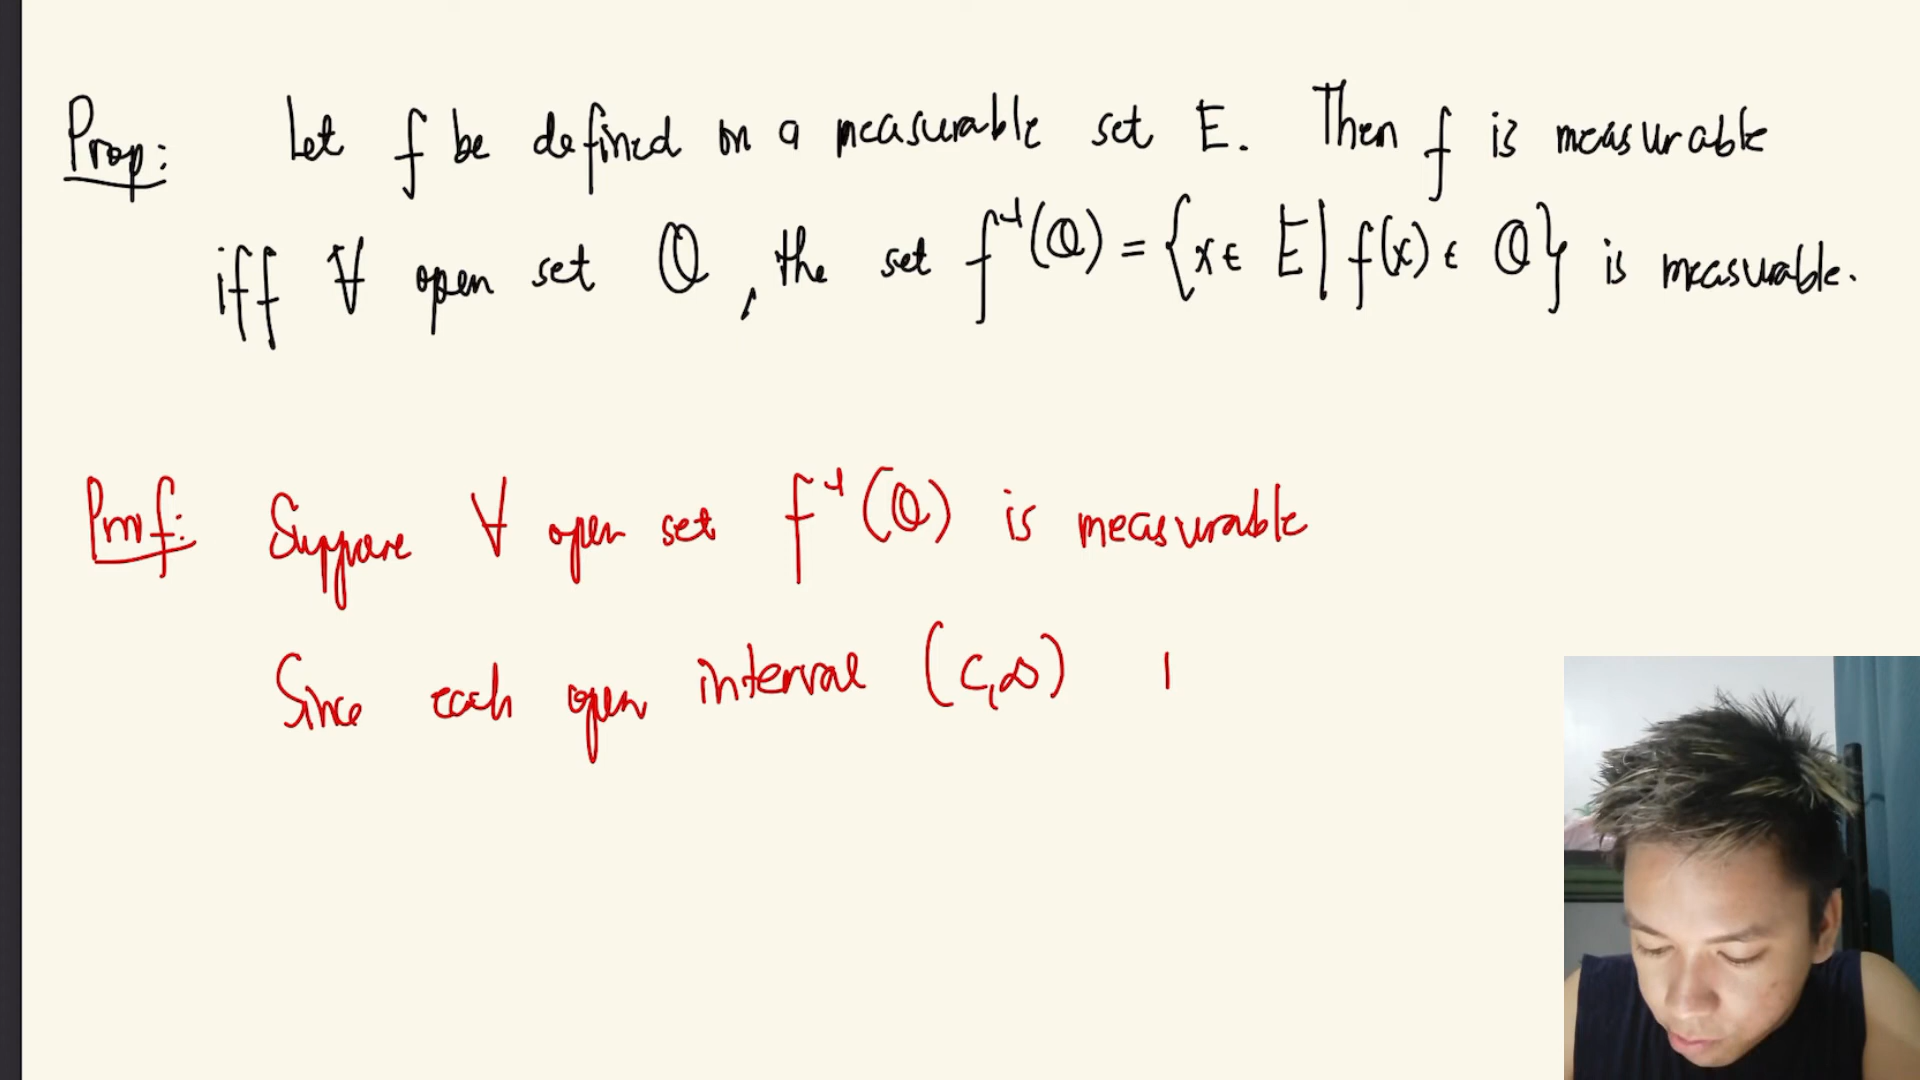 Prop: Let f be defined on a measurable set E. Then f is measurable
iff ∀ open set O, the set f⁻¹(O) = {x ∈ E | f(x) ∈ O} is measurable.
Proof: Suppose ∀ open set f⁻¹(O) is measurable
Since each open interval (c,∞)